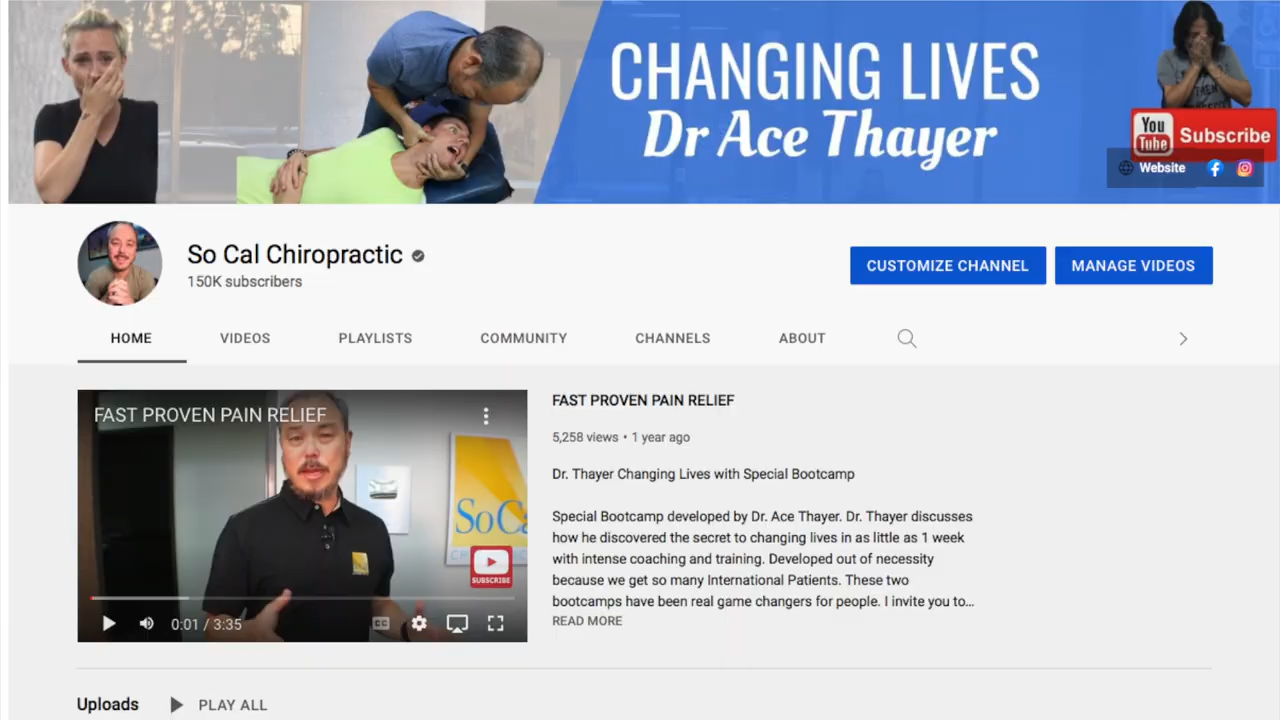 CHANGING LIVES
Dr Ace Thayer
You
Tube
Subscribe
Website
So Cal Chiropractic
150K subscribers
CUSTOMIZE CHANNEL
MANAGE VIDEOS
HOME
VIDEOS
PLAYLISTS
COMMUNITY
CHANNELS
ABOUT
FAST PROVEN PAIN RELIEF
SoCa
SUBSCRIBE
0:01 / 3:35
CC
FAST PROVEN PAIN RELIEF
5,258 views • 1 year ago
Dr. Thayer Changing Lives with Special Bootcamp
Special Bootcamp developed by Dr. Ace Thayer. Dr. Thayer discusses
how he discovered the secret to changing lives in as little as 1 week
with intense coaching and training. Developed out of necessity
because we get so many International Patients. These two
bootcamps have been real game changers for people. I invite you to...
READ MORE
Uploads
PLAY ALL